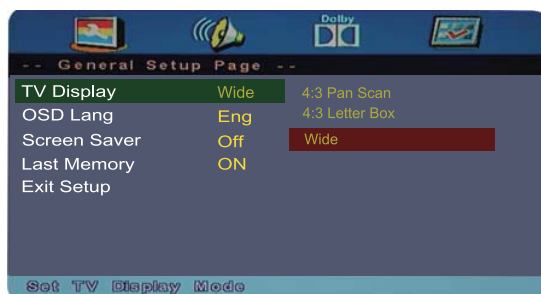 Dolby
-- General Setup Page --
TV Display Wide 4:3 Pan Scan
OSD Lang Eng 4:3 Letter Box
Screen Saver Off Wide
Last Memory ON
Exit Setup
Set TV Display Mode